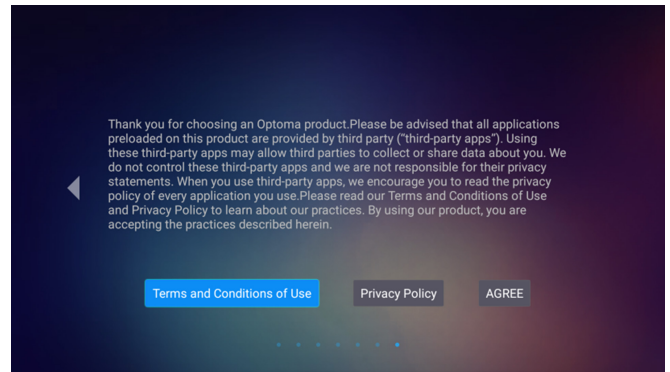 Thank you for choosing an Optoma product.Please be advised that all applications
preloaded on this product are provided by third party ("third-party apps"). Using
these third-party apps may allow third parties to collect or share data about you. We
do not control these third-party apps and we are not responsible for their privacy
statements. When you use third-party apps, we encourage you to read the privacy
policy of every application you use.Please read our Terms and Conditions of Use
and Privacy Policy to learn about our practices. By using our product, you are
accepting the practices described herein.
Terms and Conditions of Use Privacy Policy AGREE